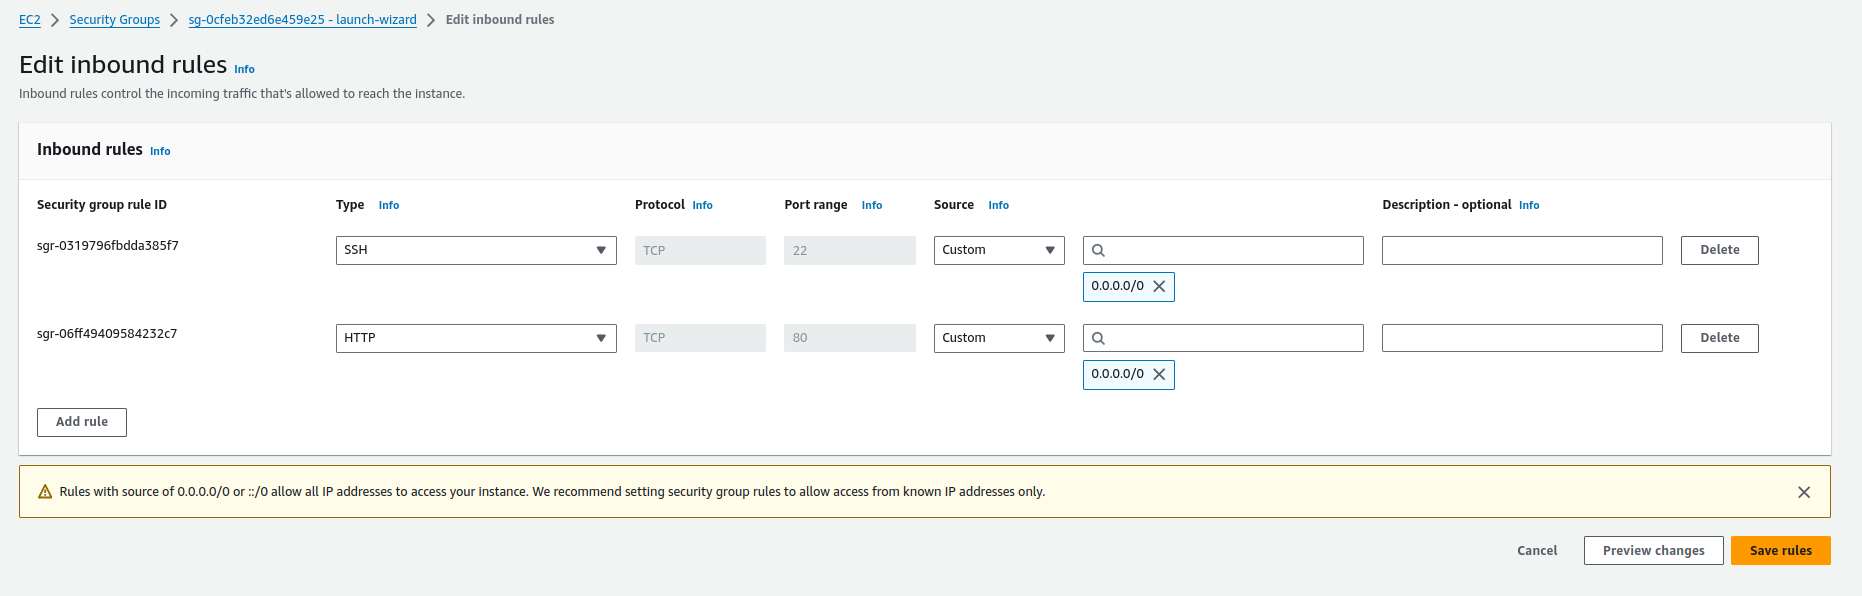 EC2 > Security Groups > sg-0cfeb32ed6e459e25 - launch-wizard > Edit inbound rules
Edit inbound rules Info
Inbound rules control the incoming traffic that's allowed to reach the instance.
Inbound rules Info
Security group rule ID Type Info Protocol Info Port range Info Source Info Description - optional Info
sgr-0319796fbdda385f7 SSH TCP 22 Custom Delete
0.0.0.0/0
sgr-06ff49409584232c7 HTTP TCP 80 Custom Delete
0.0.0.0/0
Add rule
Rules with source of 0.0.0.0/0 or ::/0 allow all IP addresses to access your instance. We recommend setting security group rules to allow access from known IP addresses only.
Cancel Preview changes Save rules